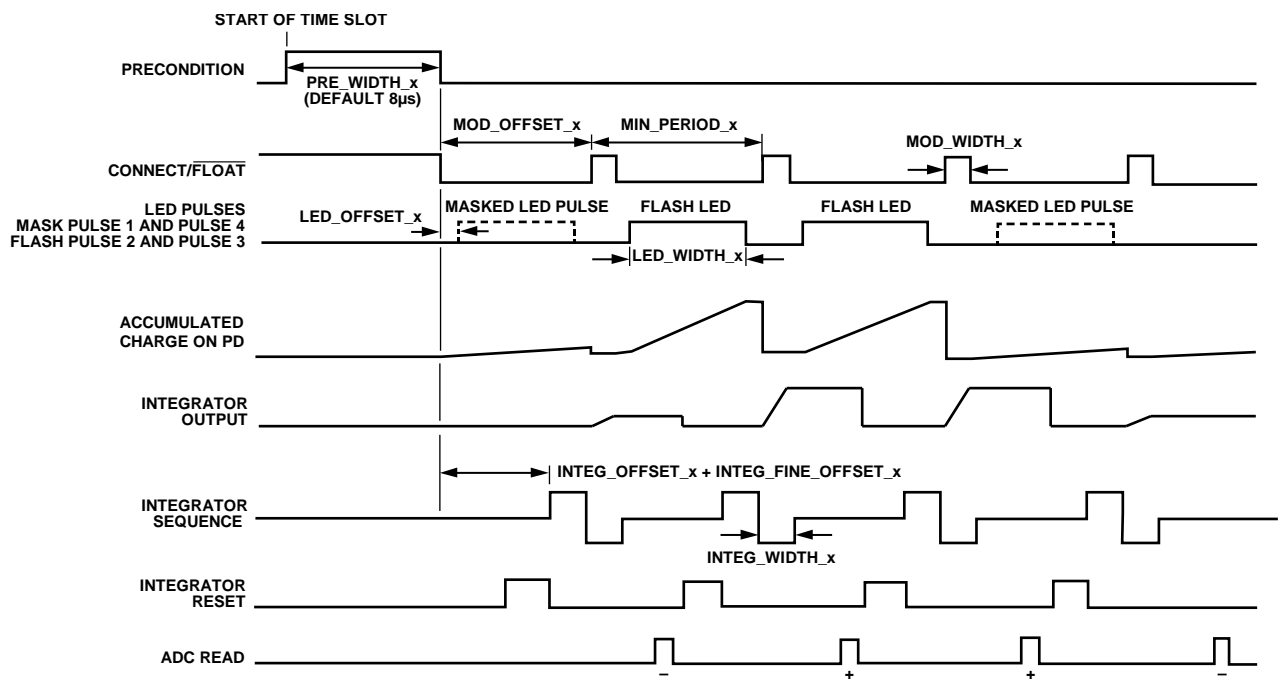 START OF TIME SLOT
PRECONDITION
PRE_WIDTH_x
(DEFAULT 8µs)
MOD_OFFSET_x
MIN_PERIOD_x
MOD_WIDTH_x
CONNECT/FLOAT
LED PULSES
MASK PULSE 1 AND PULSE 4
FLASH PULSE 2 AND PULSE 3
LED_OFFSET_x
MASKED LED PULSE
FLASH LED
FLASH LED
MASKED LED PULSE
LED_WIDTH_x
ACCUMULATED
CHARGE ON PD
INTEGRATOR
OUTPUT
INTEG_OFFSET_x + INTEG_FINE_OFFSET_x
INTEGRATOR
SEQUENCE
INTEG_WIDTH_x
INTEGRATOR
RESET
ADC READ
– + + –